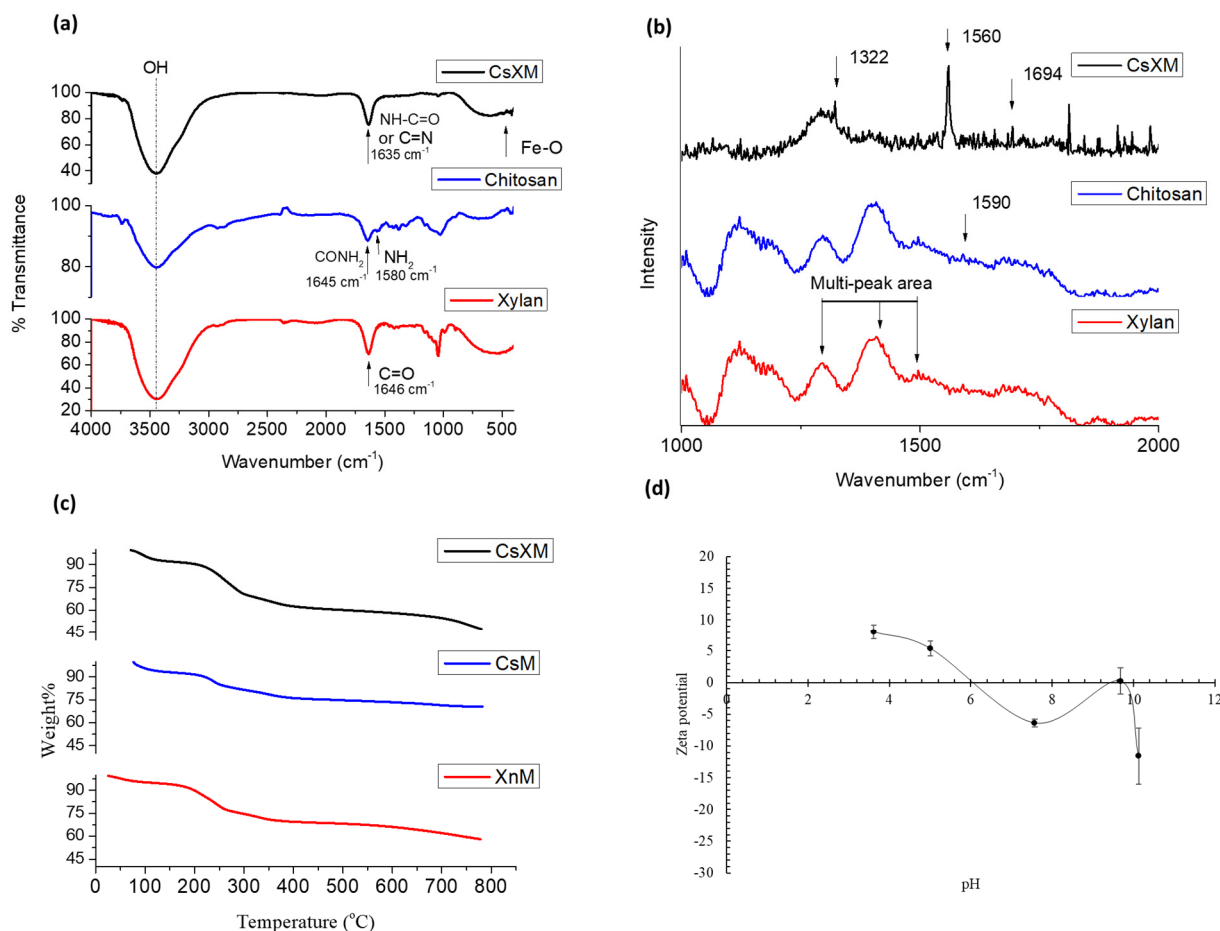 (a)
OH
CsXM
100
80
60
40
NH-C=O
or C=N
1635 cm-1
Fe-O
Chitosan
100
80
CONH2
1645 cm-1
NH2
1580 cm-1
Xylan
100
90
80
70
60
50
40
30
20
C=O
1646 cm-1
% Transmittance
4000 3500 3000 2500 2000 1500 1000 500
Wavenumber (cm-1)
(b)
1322
1560
1694
CsXM
Chitosan
1590
Multi-peak area
Xylan
Intensity
1000 1500 2000
Wavenumber (cm-1)
(c)
CsXM
90
75
60
45
CsM
90
75
60
45
XnM
90
75
60
45
Weight%
0 100 200 300 400 500 600 700 800
Temperature (oC)
(d)
20
15
10
5
0
-5
-10
-15
-20
-25
-30
Zeta potential
0 2 4 6 8 10 12
pH